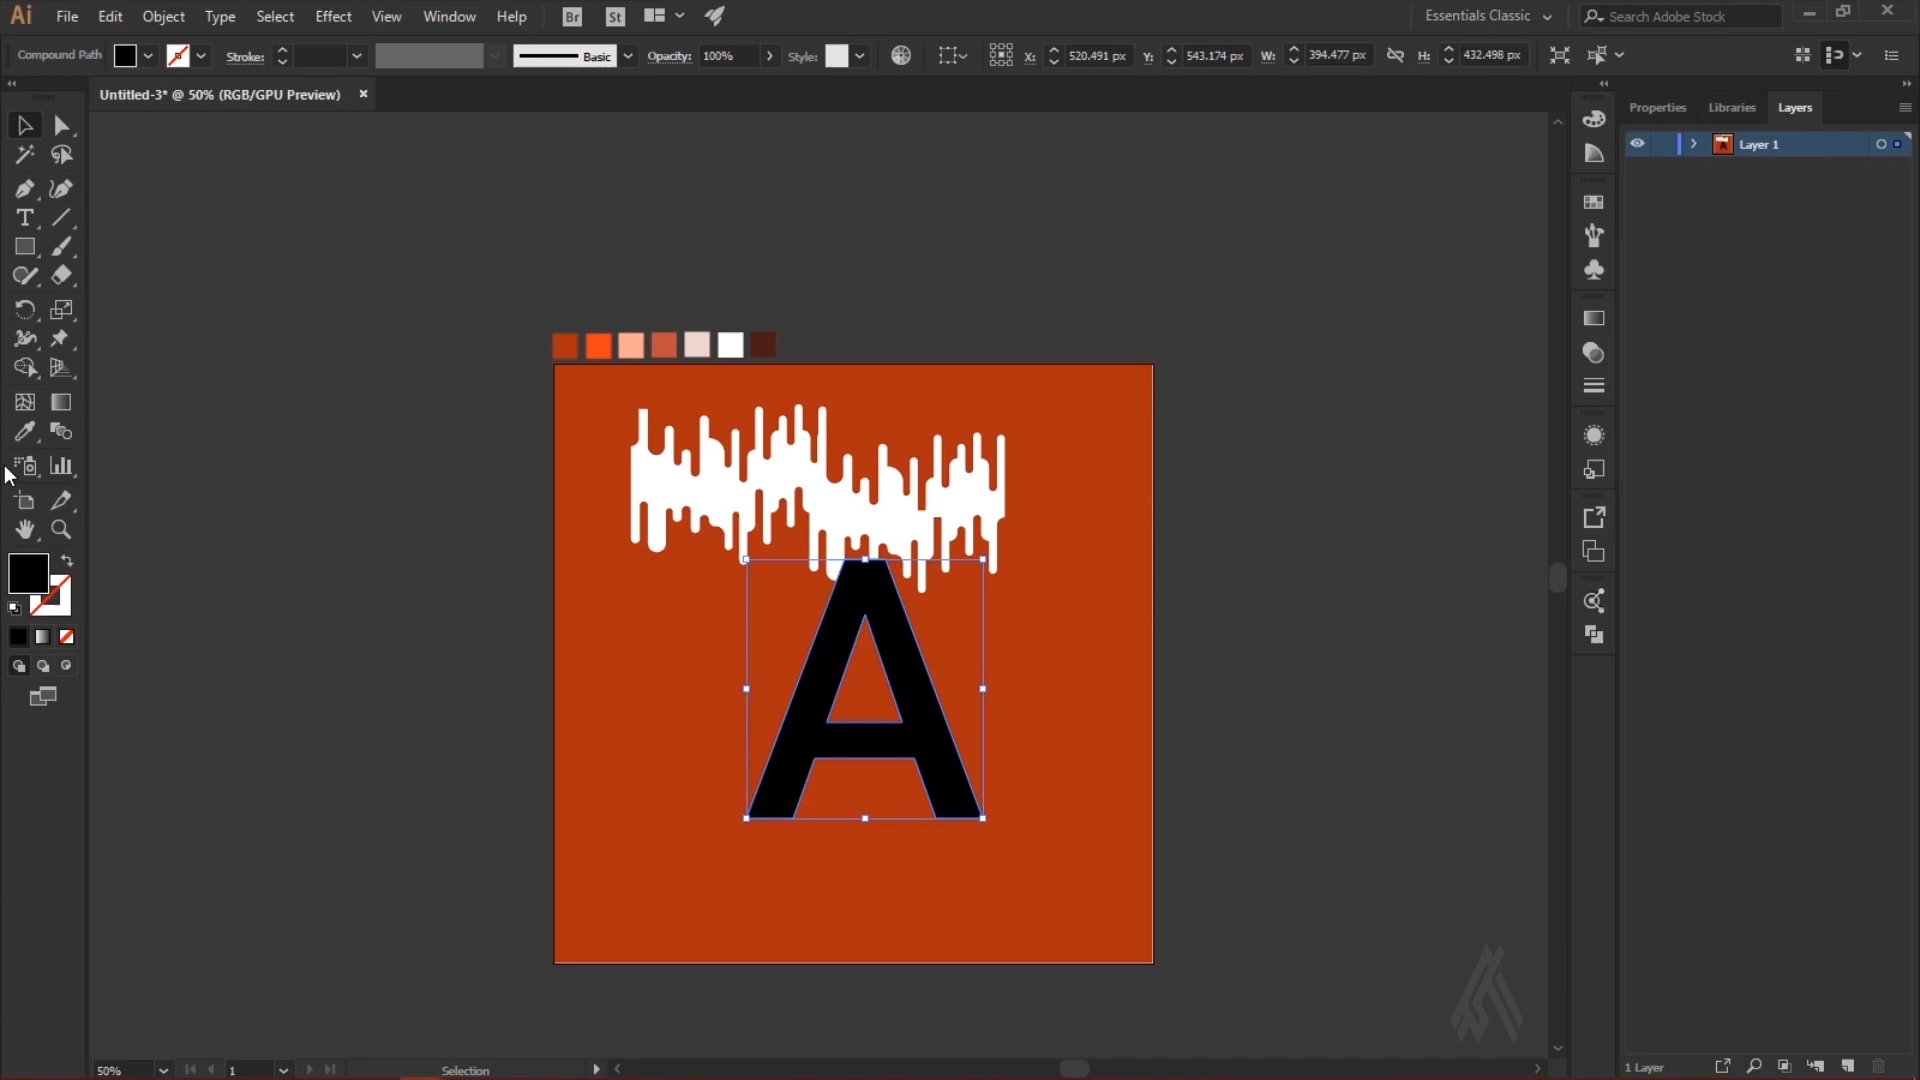 Ai File Edit Object Type Select Effect View Window Help Br St Essentials Classic Search Adobe Stock
Compound Path Stroke: Basic Opacity: 100% Style: X: 520.491 px Y: 543.174 px W: 394.477 px H: 432.498 px
Untitled-3* @ 50% (RGB/GPU Preview)
Properties Libraries Layers
Layer 1
A
50% 1 Selection
1 Layer